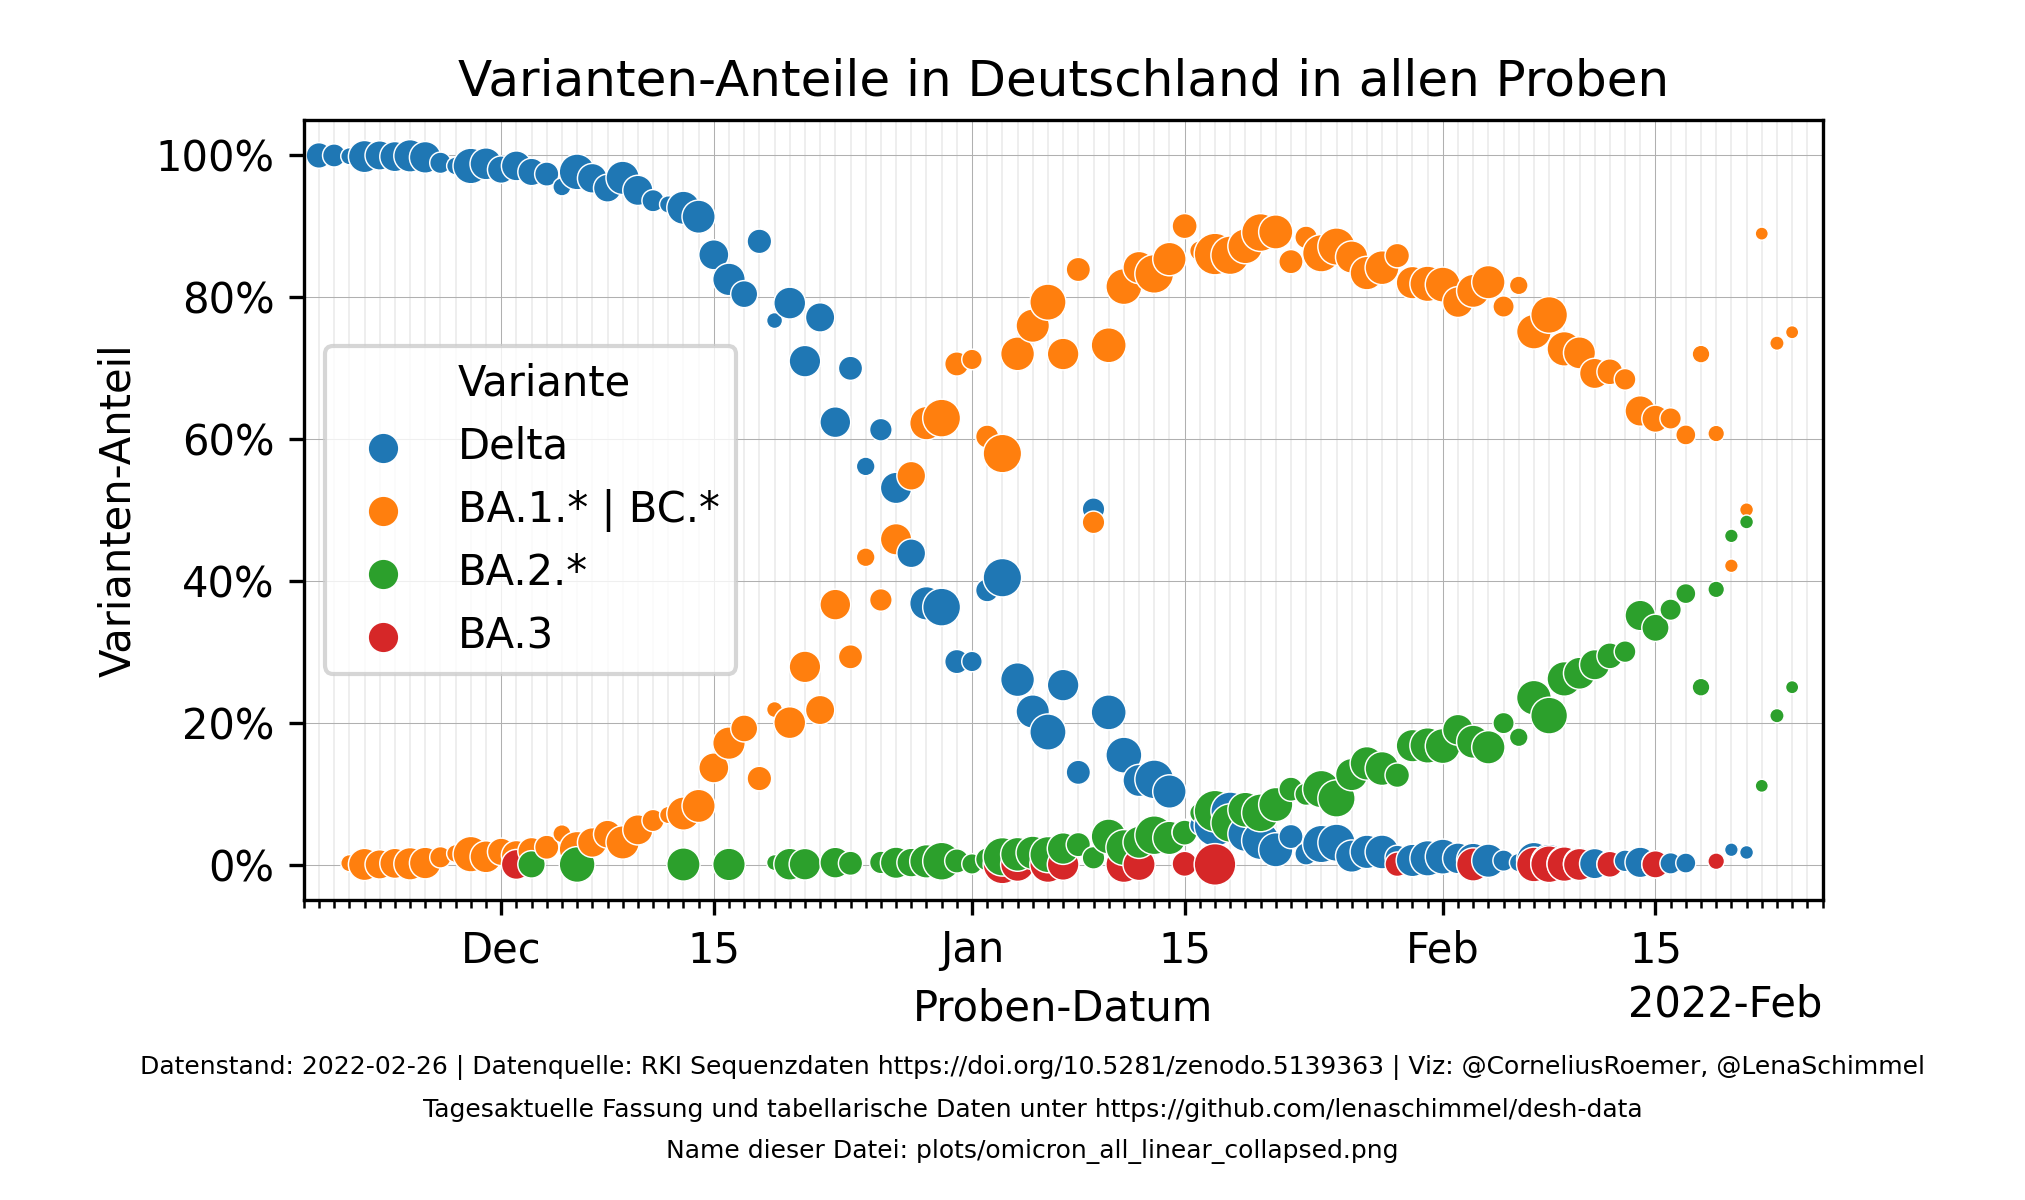 Varianten-Anteile in Deutschland in allen Proben
Varianten-Anteil
100%
80%
60%
40%
20%
0%
Variante
Delta
BA.1.* | BC.*
BA.2.*
BA.3
Dec 15 Jan 15 Feb 15
Proben-Datum
2022-Feb
Datenstand: 2022-02-26 | Datenquelle: RKI Sequenzdaten https://doi.org/10.5281/zenodo.5139363 | Viz: @CorneliusRoemer, @LenaSchimmel
Tagesaktuelle Fassung und tabellarische Daten unter https://github.com/lenaschimmel/desh-data
Name dieser Datei: plots/omicron_all_linear_collapsed.png